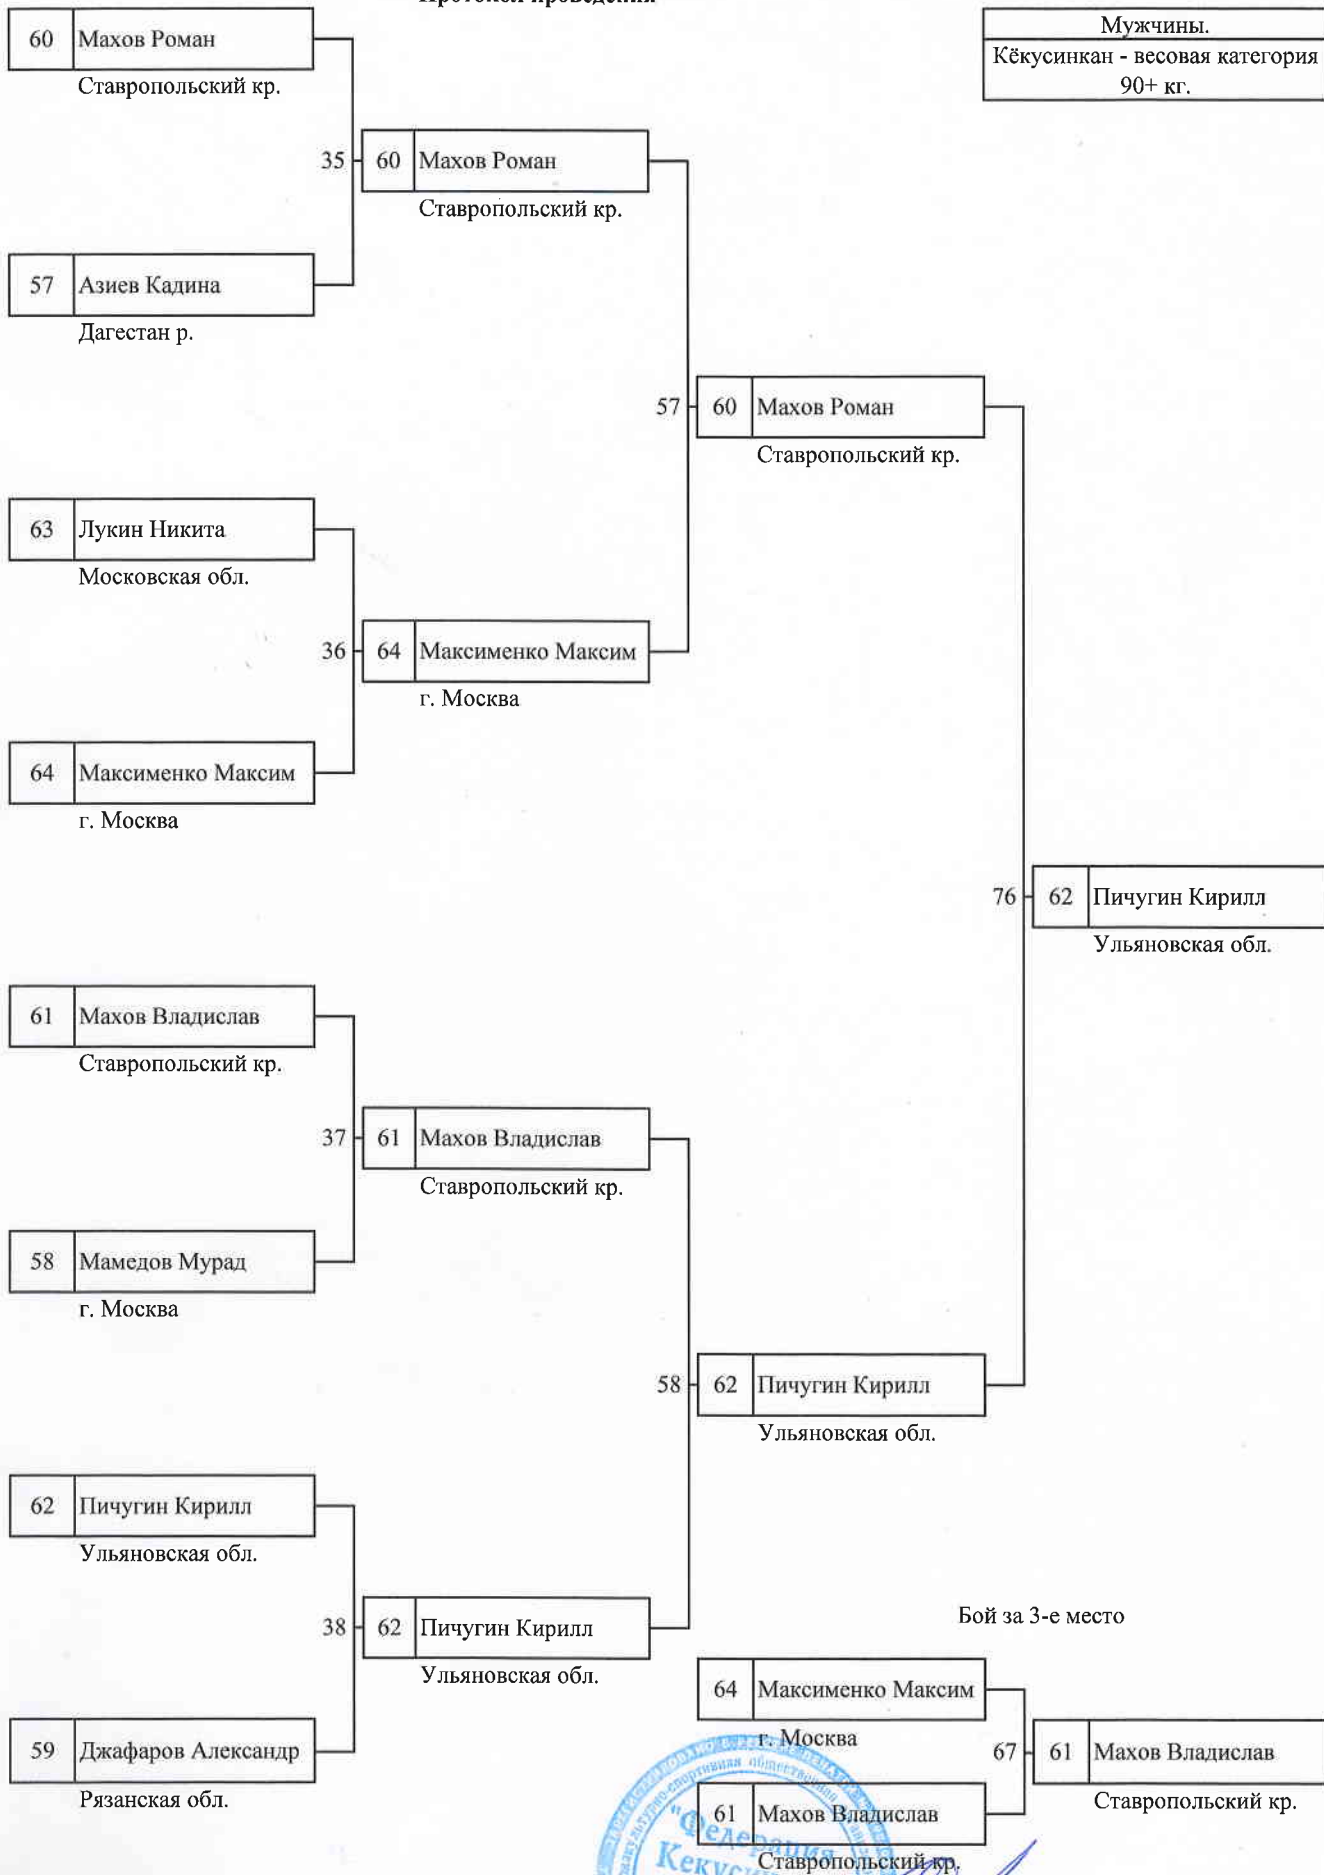 Протокол проведения
Мужчины.
Кёкусинкан - весовая категория
90+ кг.
60 Махов Роман
Ставропольский кр.
35 60 Махов Роман
Ставропольский кр.
57 Азиев Кадина
Дагестан р.
57 60 Махов Роман
Ставропольский кр.
63 Лукин Никита
Московская обл.
36 64 Максименко Максим
г. Москва
64 Максименко Максим
г. Москва
76 62 Пичугин Кирилл
Ульяновская обл.
61 Махов Владислав
Ставропольский кр.
37 61 Махов Владислав
Ставропольский кр.
58 Мамедов Мурад
г. Москва
58 62 Пичугин Кирилл
Ульяновская обл.
62 Пичугин Кирилл
Ульяновская обл.
38 62 Пичугин Кирилл
Ульяновская обл.
59 Джафаров Александр
Рязанская обл.
Бой за 3-е место
64 Максименко Максим
г. Москва
67 61 Махов Владислав
Ставропольский кр.
61 Махов Владислав
Ставропольский кр.
"Федерация